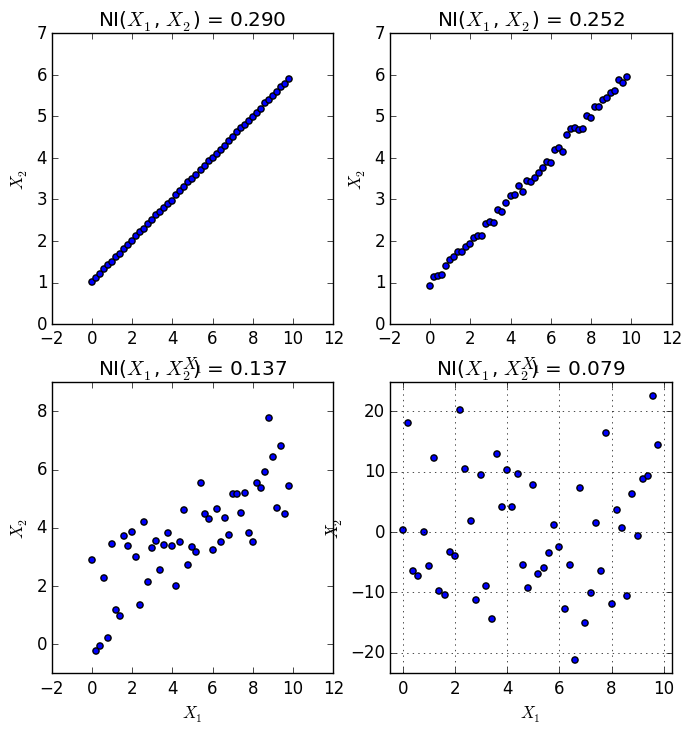 NI(X₁, X₂) = 0.290
7
6
5
4
3
2
1
0
X₂
−2 0 2 4 6 8 10 12
X₁
NI(X₁, X₂) = 0.252
7
6
5
4
3
2
1
0
X₂
−2 0 2 4 6 8 10 12
X₁
NI(X₁, X₂) = 0.137
8
6
4
2
0
X₂
−2 0 2 4 6 8 10 12
X₁
NI(X₁, X₂) = 0.079
20
10
0
−10
−20
X₂
0 2 4 6 8 10
X₁